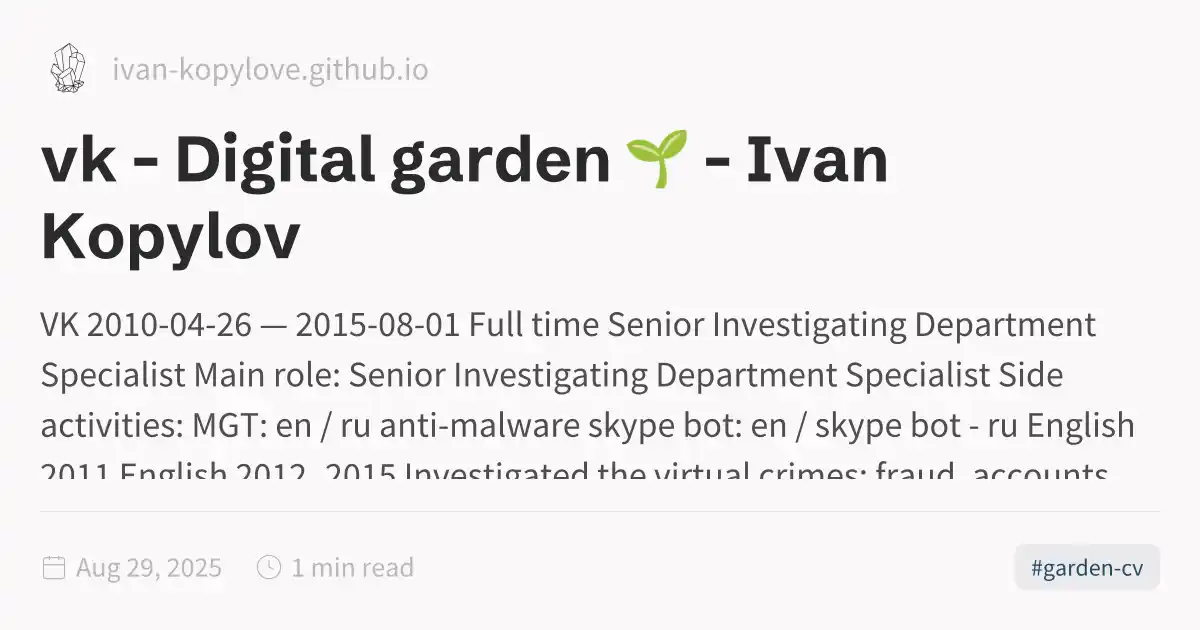 ivan-kopylove.github.io
vk - Digital garden 🌱 - Ivan
Kopylov
VK 2010-04-26 — 2015-08-01 Full time Senior Investigating Department
Specialist Main role: Senior Investigating Department Specialist Side
activities: MGT: en / ru anti-malware skype bot: en / skype bot - ru English
2011 English 2012, 2015 Investigated the virtual crimes: fraud, accounts
Aug 29, 2025
1 min read
#garden-cv